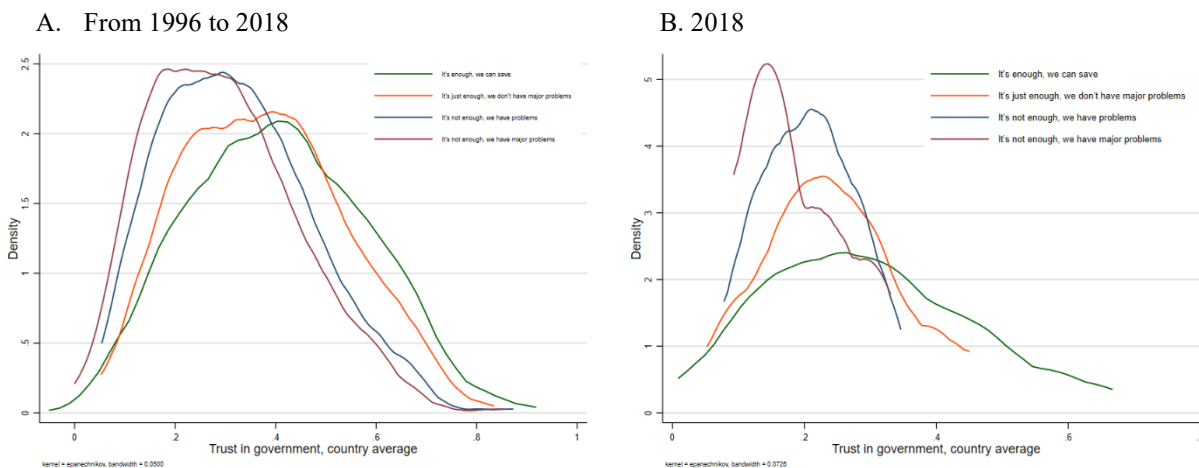 A. From 1996 to 2018
2.5
2
1.5
1
.5
0
Density
It's enough, we can save
It's just enough, we don't have major problems
It's not enough, we have problems
It's not enough, we have major problems
0 .2 .4 .6 .8 1
Trust in government, country average
kernel = epanechnikov, bandwidth = 0.0500
B. 2018
5
4
3
2
1
0
Density
It's enough, we can save
It's just enough, we don't have major problems
It's not enough, we have problems
It's not enough, we have major problems
0 .2 .4 .6 .8
Trust in government, country average
kernel = epanechnikov, bandwidth = 0.0726